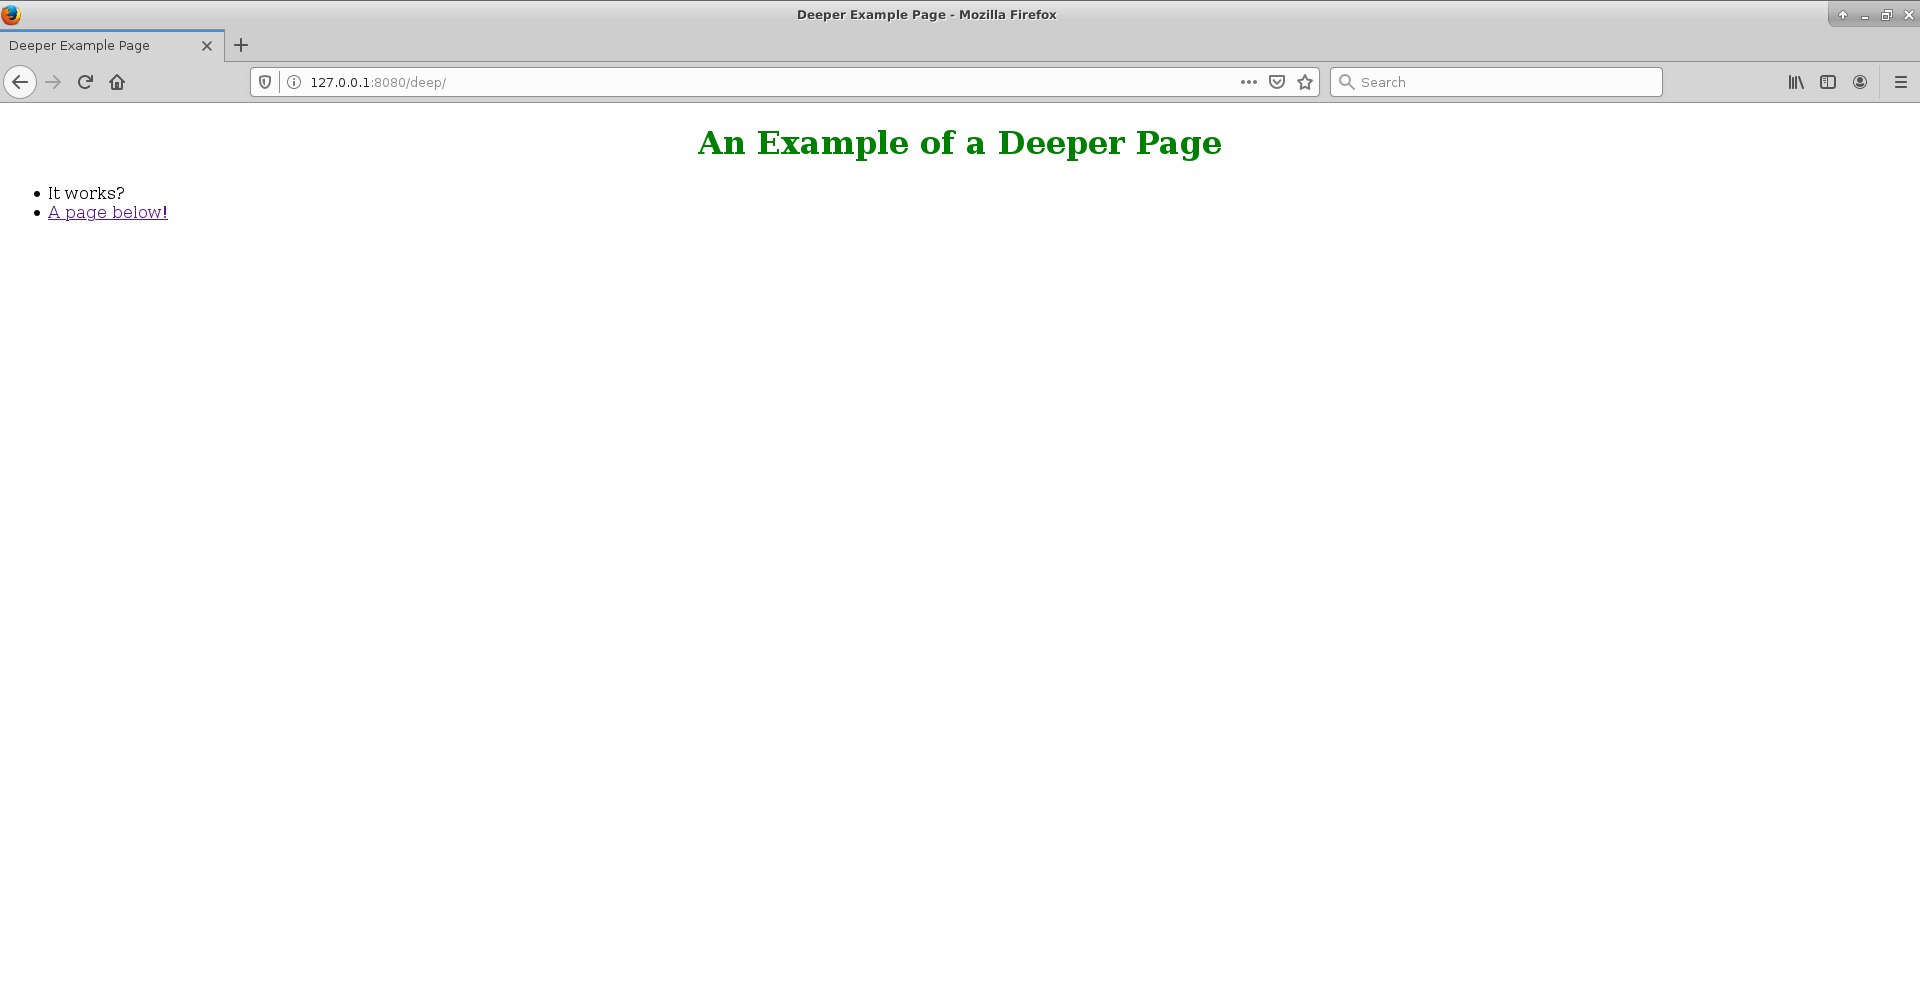 Deeper Example Page - Mozilla Firefox
Deeper Example Page
127.0.0.1:8080/deep/
Search
An Example of a Deeper Page
• It works?
• A page below!